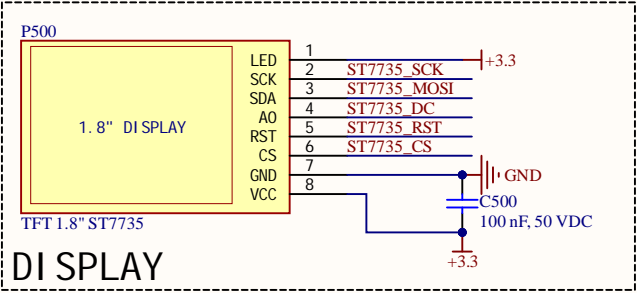 P500
LED 1 +3.3
SCK 2 ST7735_SCK
SDA 3 ST7735_MOSI
AO 4 ST7735_DC
1.8" DISPLAY
RST 5 ST7735_RST
CS 6 ST7735_CS
GND 7 GND
VCC 8
C500
TFT 1.8" ST7735
100 nF, 50 VDC
+3.3
DISPLAY